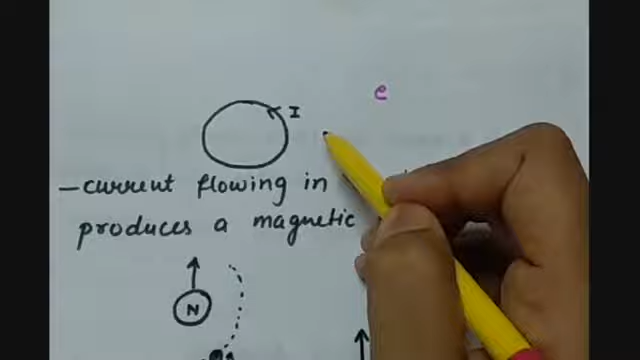 e
I
– current flowing in
produces a magnetic
N